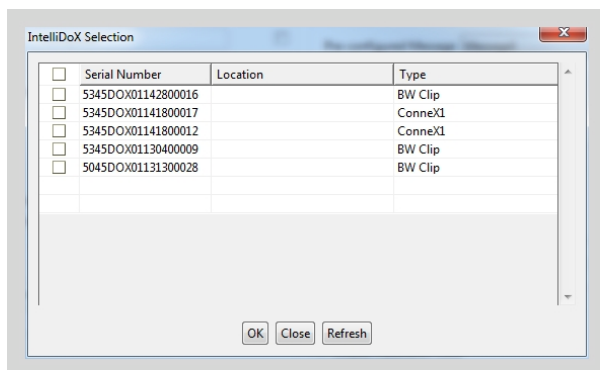 IntelliDoX Selection
Serial Number Location Type
5345DOX01142800016 BW Clip
5345DOX01141800017 ConneX1
5345DOX01141800012 ConneX1
5345DOX01130400009 BW Clip
5045DOX01131300028 BW Clip
OK Close Refresh